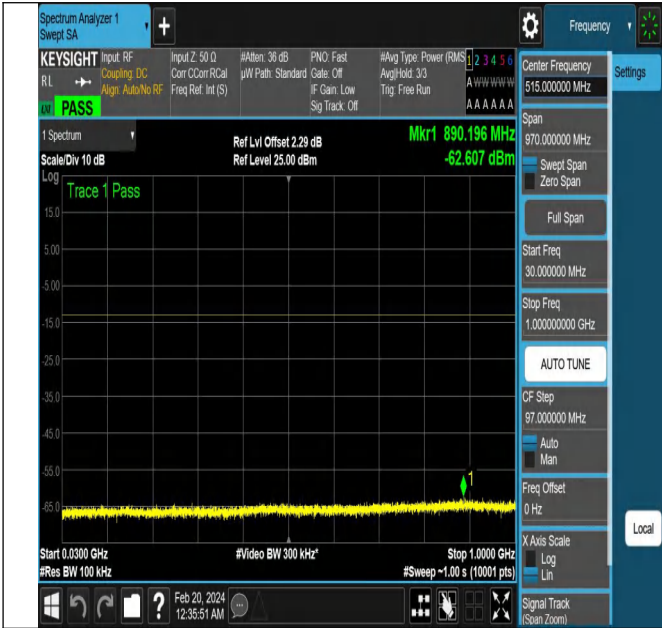 Spectrum Analyzer 1
Swept SA
+
Frequency
KEYSIGHT
RL
PASS
Input: RF
Coupling: DC
Align: Auto/No RF
Input Z: 50 Ω
Corr CCorr RCal
Freq Ref: Int (S)
#Atten: 36 dB
µW Path: Standard
PNO: Fast
Gate: Off
IF Gain: Low
Sig Track: Off
#Avg Type: Power (RMS
Avg|Hold: 3/3
Trig: Free Run
1 2 3 4 5 6
A W W W W W
A A A A A A
1 Spectrum
Scale/Div 10 dB
Ref Lvl Offset 2.29 dB
Ref Level 25.00 dBm
Mkr1 890.196 MHz
-62.607 dBm
Log
Trace 1 Pass
15.0
5.00
-5.00
-15.0
-25.0
-35.0
-45.0
-55.0
-65.0
1
Start 0.0300 GHz
#Res BW 100 kHz
#Video BW 300 kHz*
Stop 1.0000 GHz
#Sweep ~1.00 s (10001 pts)
Feb 20, 2024
12:35:51 AM
?
Center Frequency
515.000000 MHz
Span
970.000000 MHz
Swept Span
Zero Span
Full Span
Start Freq
30.000000 MHz
Stop Freq
1.000000000 GHz
AUTO TUNE
CF Step
97.000000 MHz
Auto
Man
Freq Offset
0 Hz
X Axis Scale
Log
Lin
Signal Track
(Span Zoom)
Settings
Local